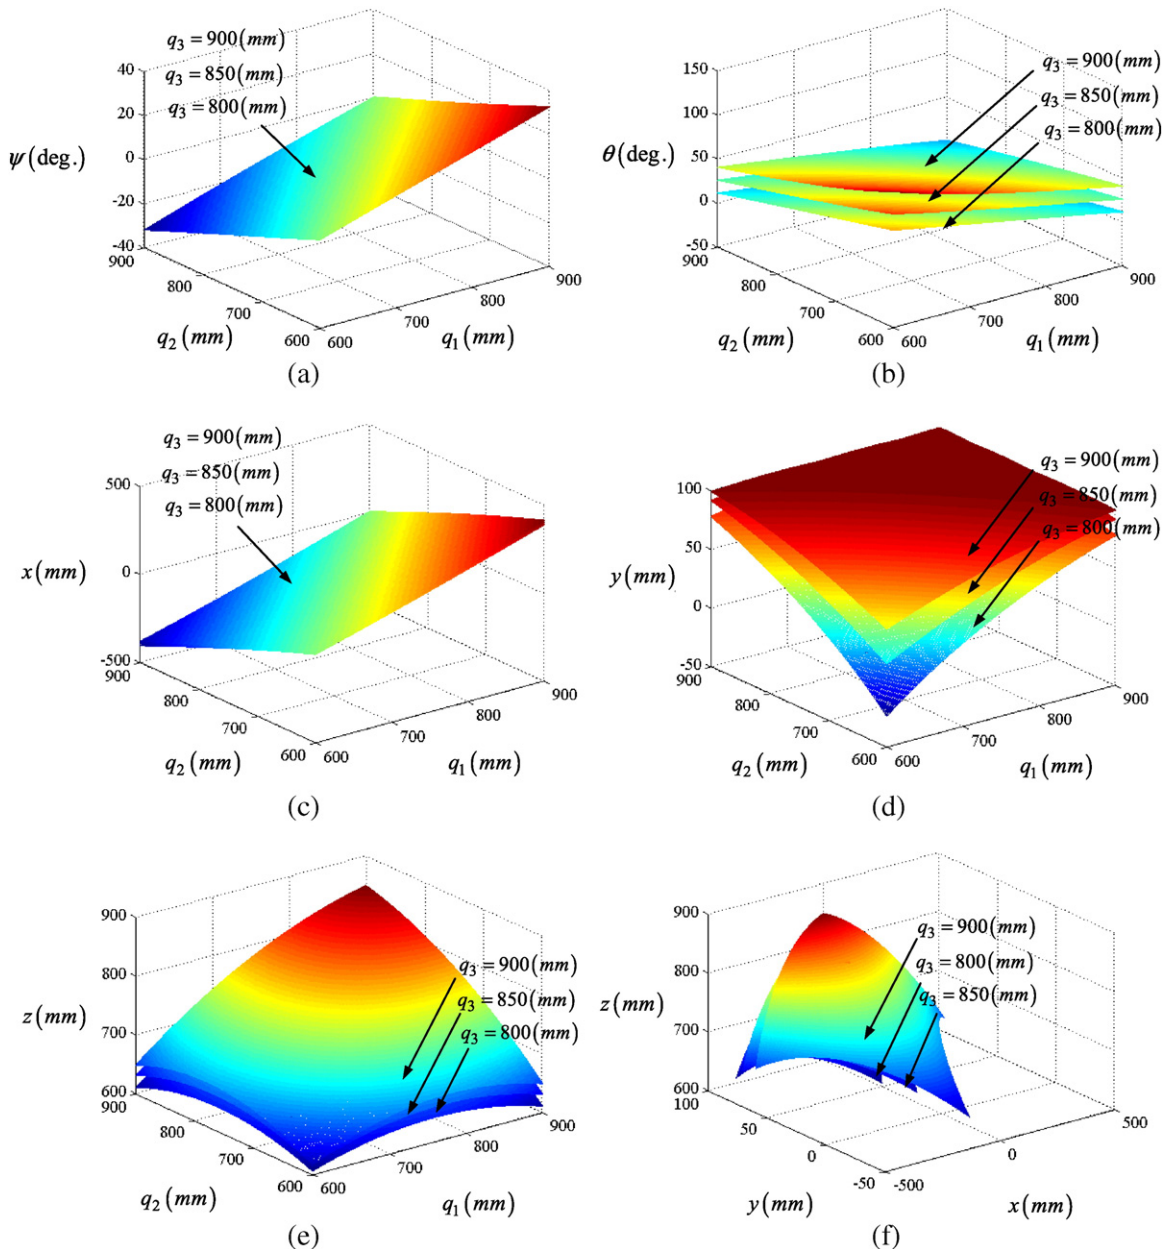 q3 = 900(mm)
q3 = 850(mm)
q3 = 800(mm)
ψ(deg.)
40
20
0
-20
-40
900
800
700
600
600
700
800
900
q2 (mm)
q1 (mm)
(a)
q3 = 900(mm)
q3 = 850(mm)
q3 = 800(mm)
θ(deg.)
150
100
50
0
-50
900
800
700
600
600
700
800
900
q2 (mm)
q1 (mm)
(b)
q3 = 900(mm)
q3 = 850(mm)
q3 = 800(mm)
x(mm)
500
0
-500
900
800
700
600
600
700
800
900
q2 (mm)
q1 (mm)
(c)
q3 = 900(mm)
q3 = 850(mm)
q3 = 800(mm)
y(mm)
100
50
0
-50
900
800
700
600
600
700
800
900
q2 (mm)
q1 (mm)
(d)
q3 = 900(mm)
q3 = 850(mm)
q3 = 800(mm)
z(mm)
900
800
700
600
900
800
700
600
600
700
800
900
q2 (mm)
q1 (mm)
(e)
q3 = 900(mm)
q3 = 800(mm)
q3 = 850(mm)
z(mm)
900
800
700
600
100
50
0
-50
-500
0
500
y(mm)
x(mm)
(f)